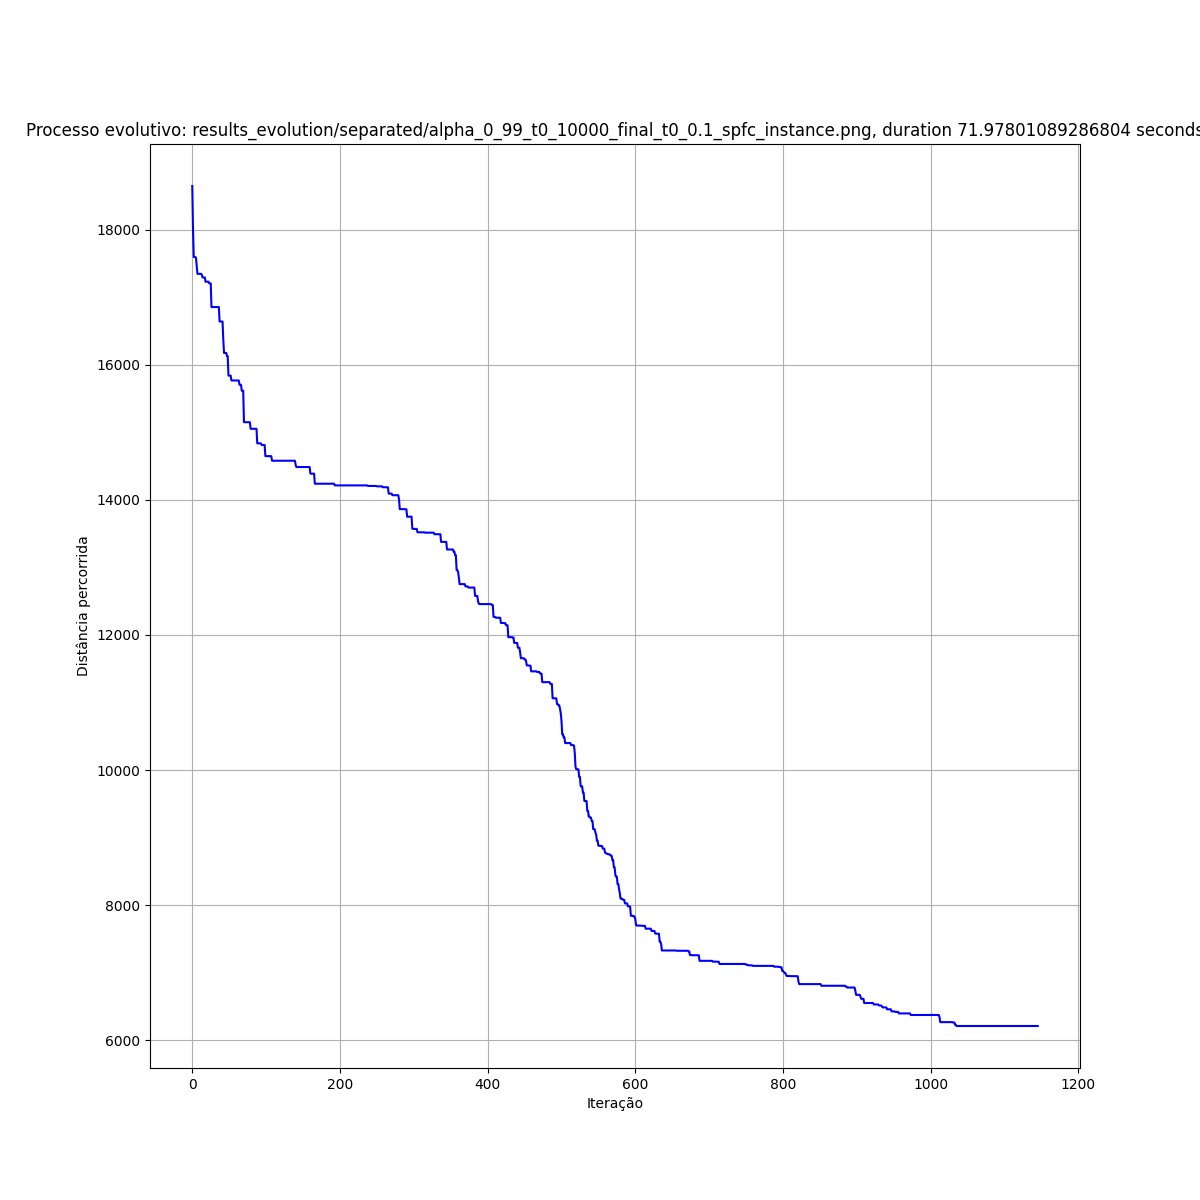 Processo evolutivo: results_evolution/separated/alpha_0_99_t0_10000_final_t0_0.1_spfc_instance.png, duration 71.97801089286804 seconds
18000
16000
14000
12000
10000
8000
6000
Distância percorrida
0 200 400 600 800 1000 1200
Iteração